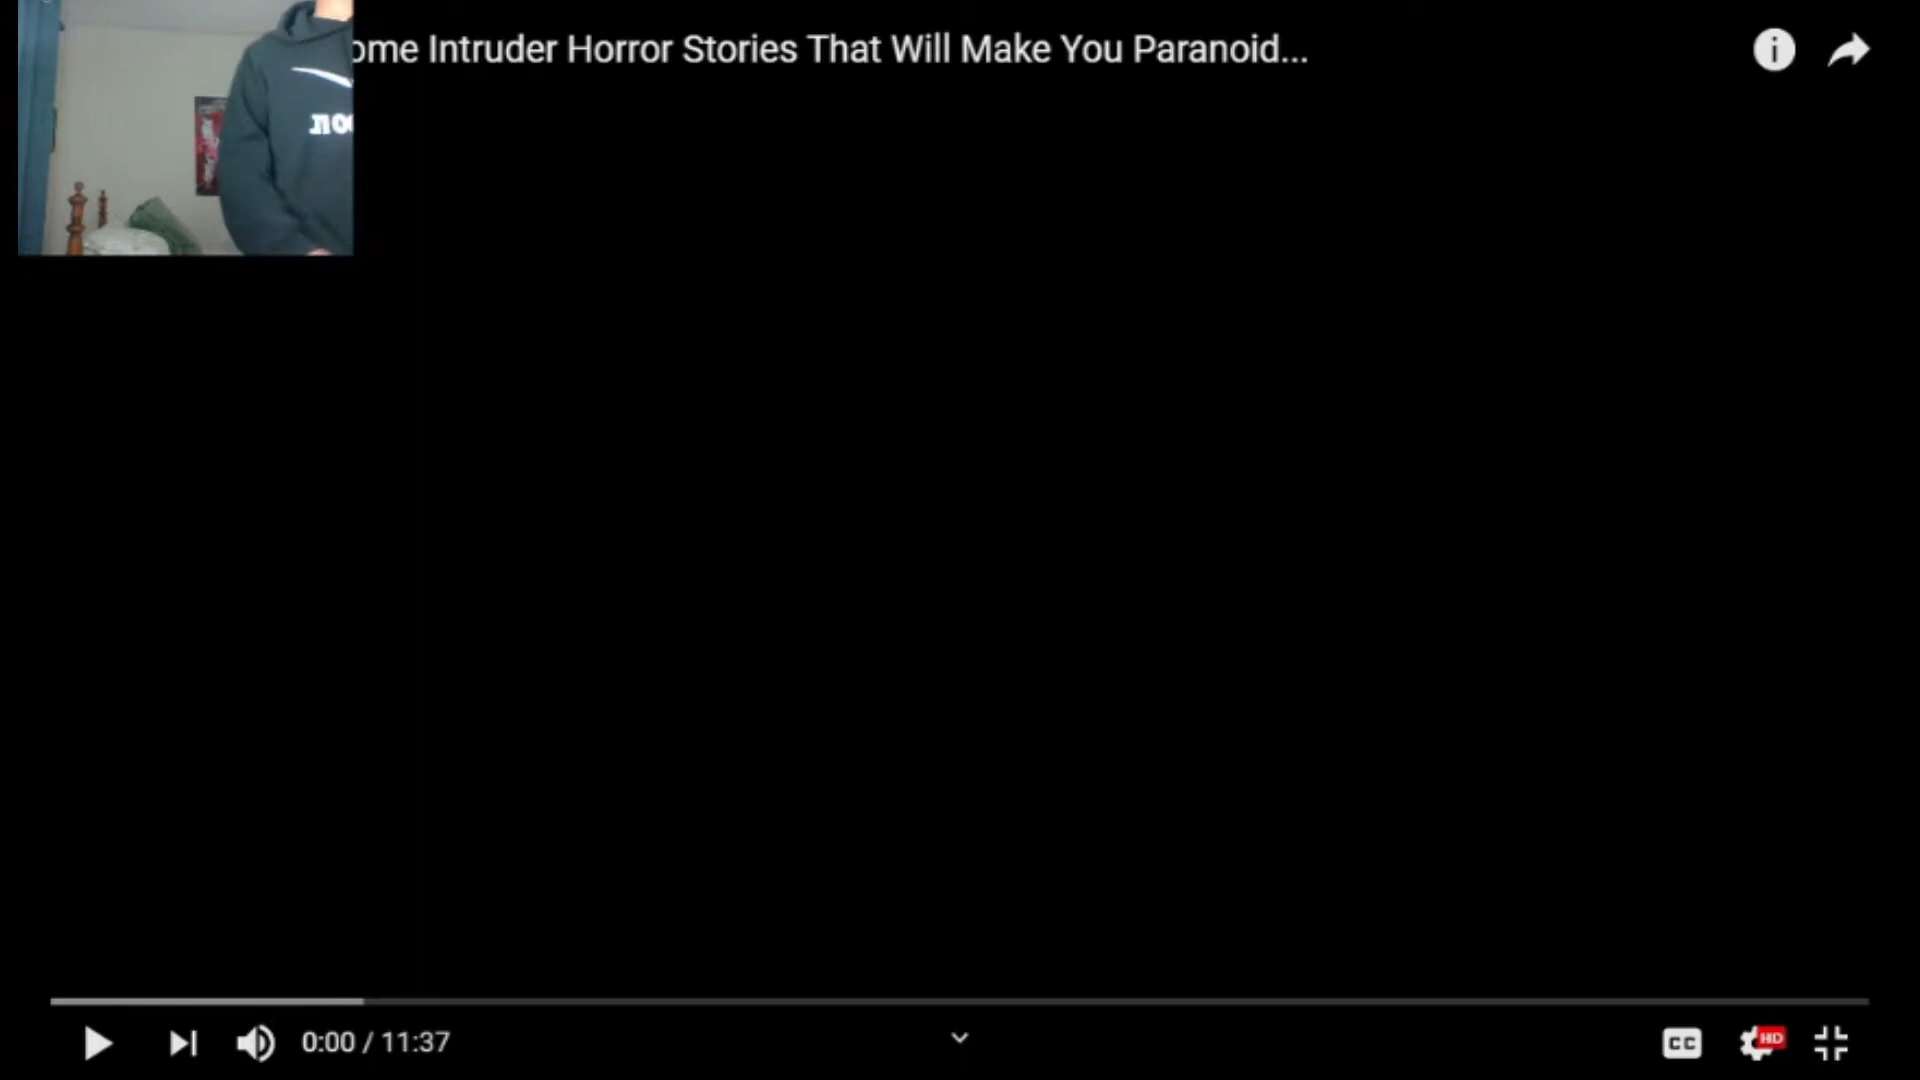 ome Intruder Horror Stories That Will Make You Paranoid...
0:00 / 11:37
CC
HD